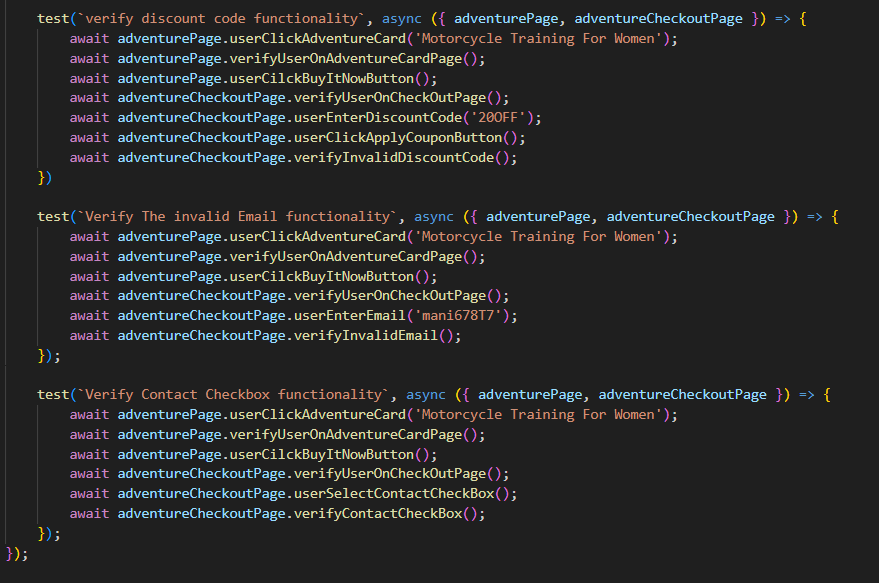 test(`verify discount code functionality`, async ({ adventurePage, adventureCheckoutPage }) => {
await adventurePage.userClickAdventureCard('Motorcycle Training For Women');
await adventurePage.verifyUserOnAdventureCardPage();
await adventurePage.userCilckBuyItNowButton();
await adventureCheckoutPage.verifyUserOnCheckOutPage();
await adventureCheckoutPage.userEnterDiscountCode('20OFF');
await adventureCheckoutPage.userClickApplyCouponButton();
await adventureCheckoutPage.verifyInvalidDiscountCode();
})
test(`Verify The invalid Email functionality`, async ({ adventurePage, adventureCheckoutPage }) => {
await adventurePage.userClickAdventureCard('Motorcycle Training For Women');
await adventurePage.verifyUserOnAdventureCardPage();
await adventurePage.userCilckBuyItNowButton();
await adventureCheckoutPage.verifyUserOnCheckOutPage();
await adventureCheckoutPage.userEnterEmail('mani678T7');
await adventureCheckoutPage.verifyInvalidEmail();
});
test(`Verify Contact Checkbox functionality`, async ({ adventurePage, adventureCheckoutPage }) => {
await adventurePage.userClickAdventureCard('Motorcycle Training For Women');
await adventurePage.verifyUserOnAdventureCardPage();
await adventurePage.userCilckBuyItNowButton();
await adventureCheckoutPage.verifyUserOnCheckOutPage();
await adventureCheckoutPage.userSelectContactCheckBox();
await adventureCheckoutPage.verifyContactCheckBox();
});
});